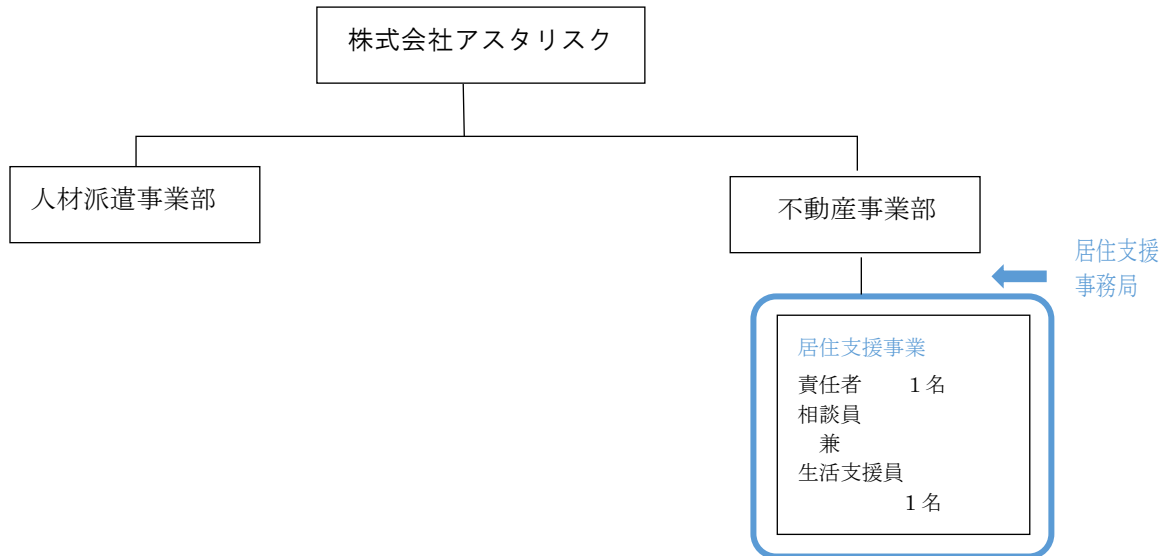 株式会社アスタリスク
人材派遣事業部
不動産事業部
居住支援
事務局
居住支援事業
責任者　　１名
相談員
　兼
生活支援員
１名